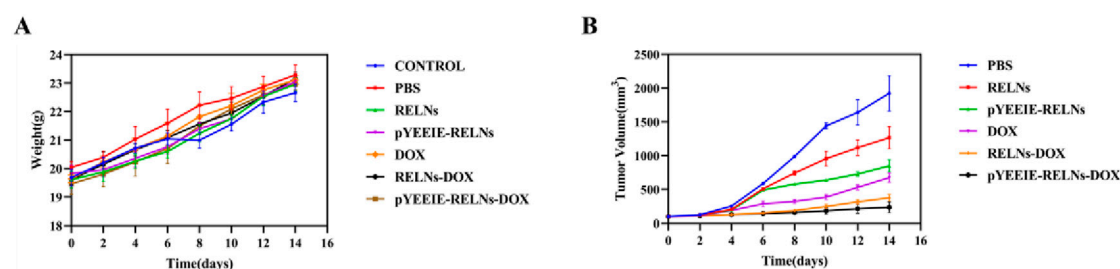 A
Weight(g)
24
23
22
21
20
19
18
0 2 4 6 8 10 12 14 16
Time(days)
CONTROL
PBS
RELNs
pYEEIE-RELNs
DOX
RELNs-DOX
pYEEIE-RELNs-DOX
B
Tumor Volume(mm³)
2500
2000
1500
1000
500
0
0 2 4 6 8 10 12 14 16
Time(days)
PBS
RELNs
pYEEIE-RELNs
DOX
RELNs-DOX
pYEEIE-RELNs-DOX